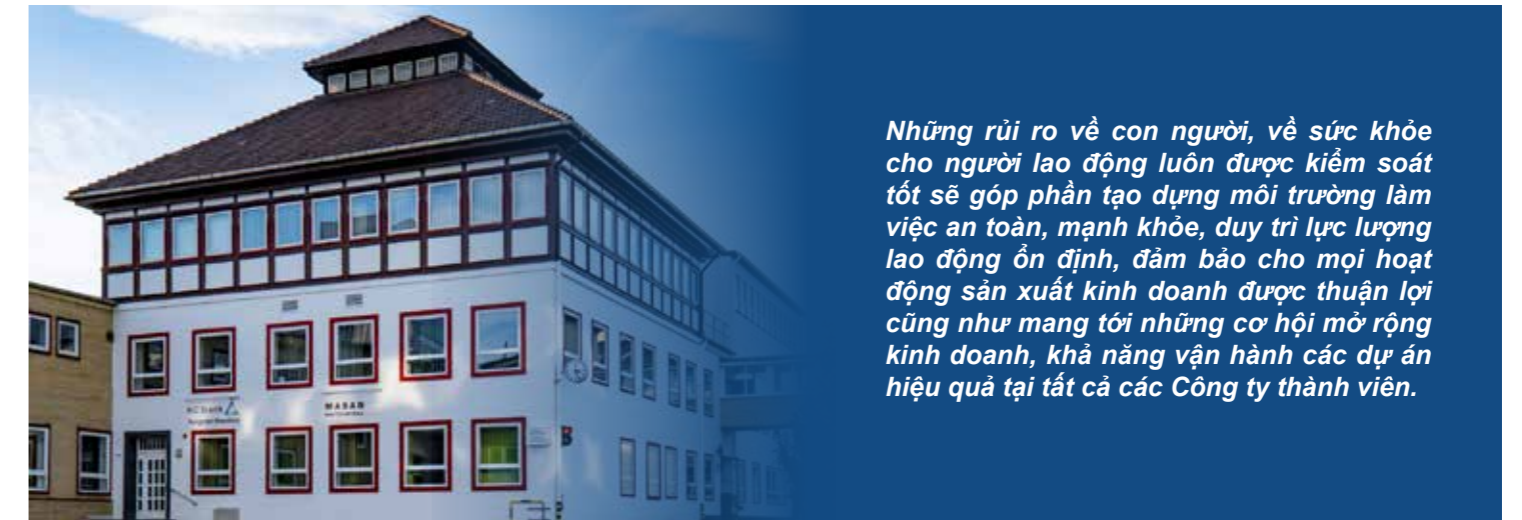 H.C. Starck
Tungsten Powders
MASAN
Những rủi ro về con người, về sức khỏe
cho người lao động luôn được kiểm soát
tốt sẽ góp phần tạo dựng môi trường làm
việc an toàn, mạnh khỏe, duy trì lực lượng
lao động ổn định, đảm bảo cho mọi hoạt
động sản xuất kinh doanh được thuận lợi
cũng như mang tới những cơ hội mở rộng
kinh doanh, khả năng vận hành các dự án
hiệu quả tại tất cả các Công ty thành viên.